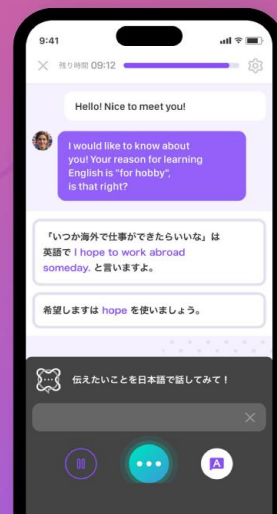 9:41
残り時間 09:12
Hello! Nice to meet you!
I would like to know about
you! Your reason for learning
English is "for hobby",
is that right?
「いつか海外で仕事ができたらいいな」は
英語で I hope to work abroad
someday. と言いますよ。
希望しますは hope を使いましょう。
伝えたいことを日本語で話してみて！
A